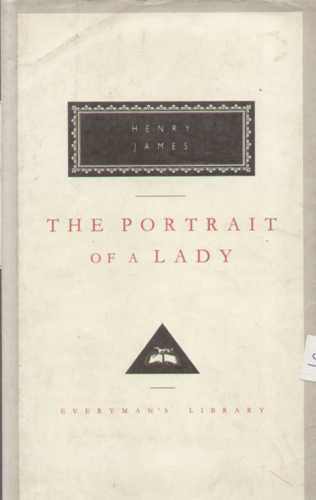 HENRY
JAMES
THE PORTRAIT
OF A LADY
EVERYMAN'S LIBRARY